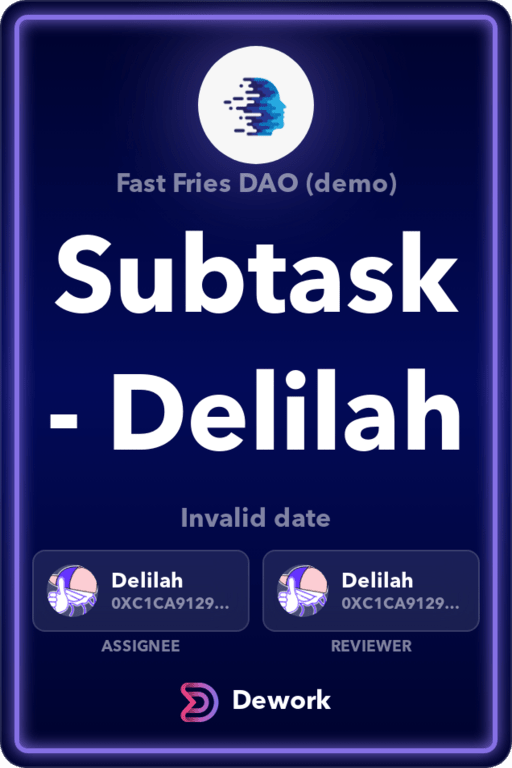 Fast Fries DAO (demo)
Subtask
- Delilah
Invalid date
Delilah
0XC1CA9129...
ASSIGNEE
Delilah
0XC1CA9129...
REVIEWER
Dework